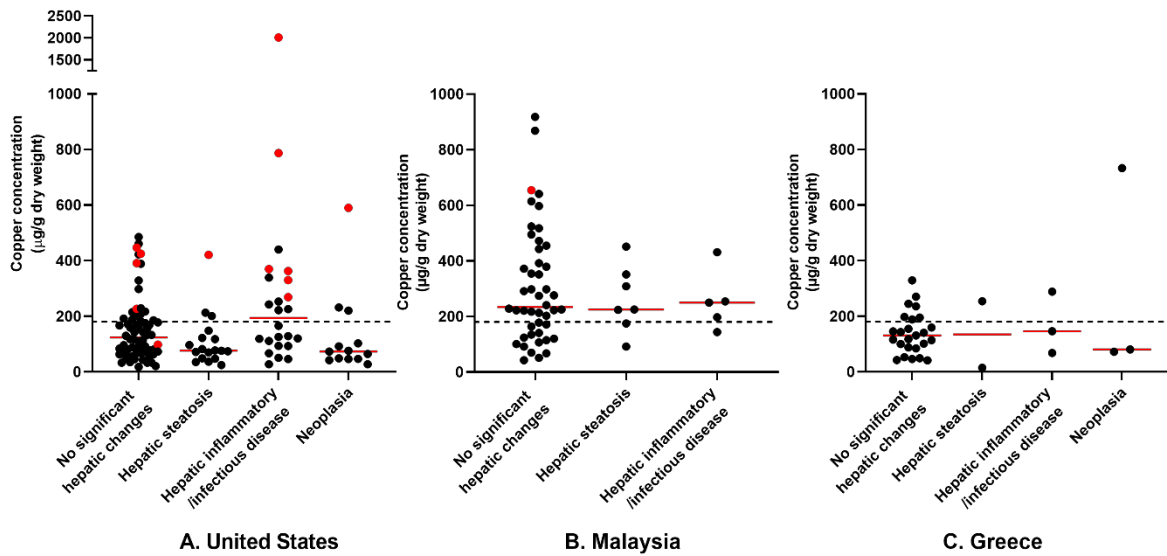 2500
2000
1500
1000
800
600
400
200
0
Copper concentration
(µg/g dry weight)
No significant
hepatic changes
Hepatic steatosis
Hepatic inflammatory
/infectious disease
Neoplasia
A. United States
1000
800
600
400
200
0
Copper concentration
(µg/g dry weight)
No significant
hepatic changes
Hepatic steatosis
Hepatic inflammatory
/infectious disease
B. Malaysia
1000
800
600
400
200
0
Copper concentration
(µg/g dry weight)
No significant
hepatic changes
Hepatic steatosis
Hepatic inflammatory
/infectious disease
Neoplasia
C. Greece